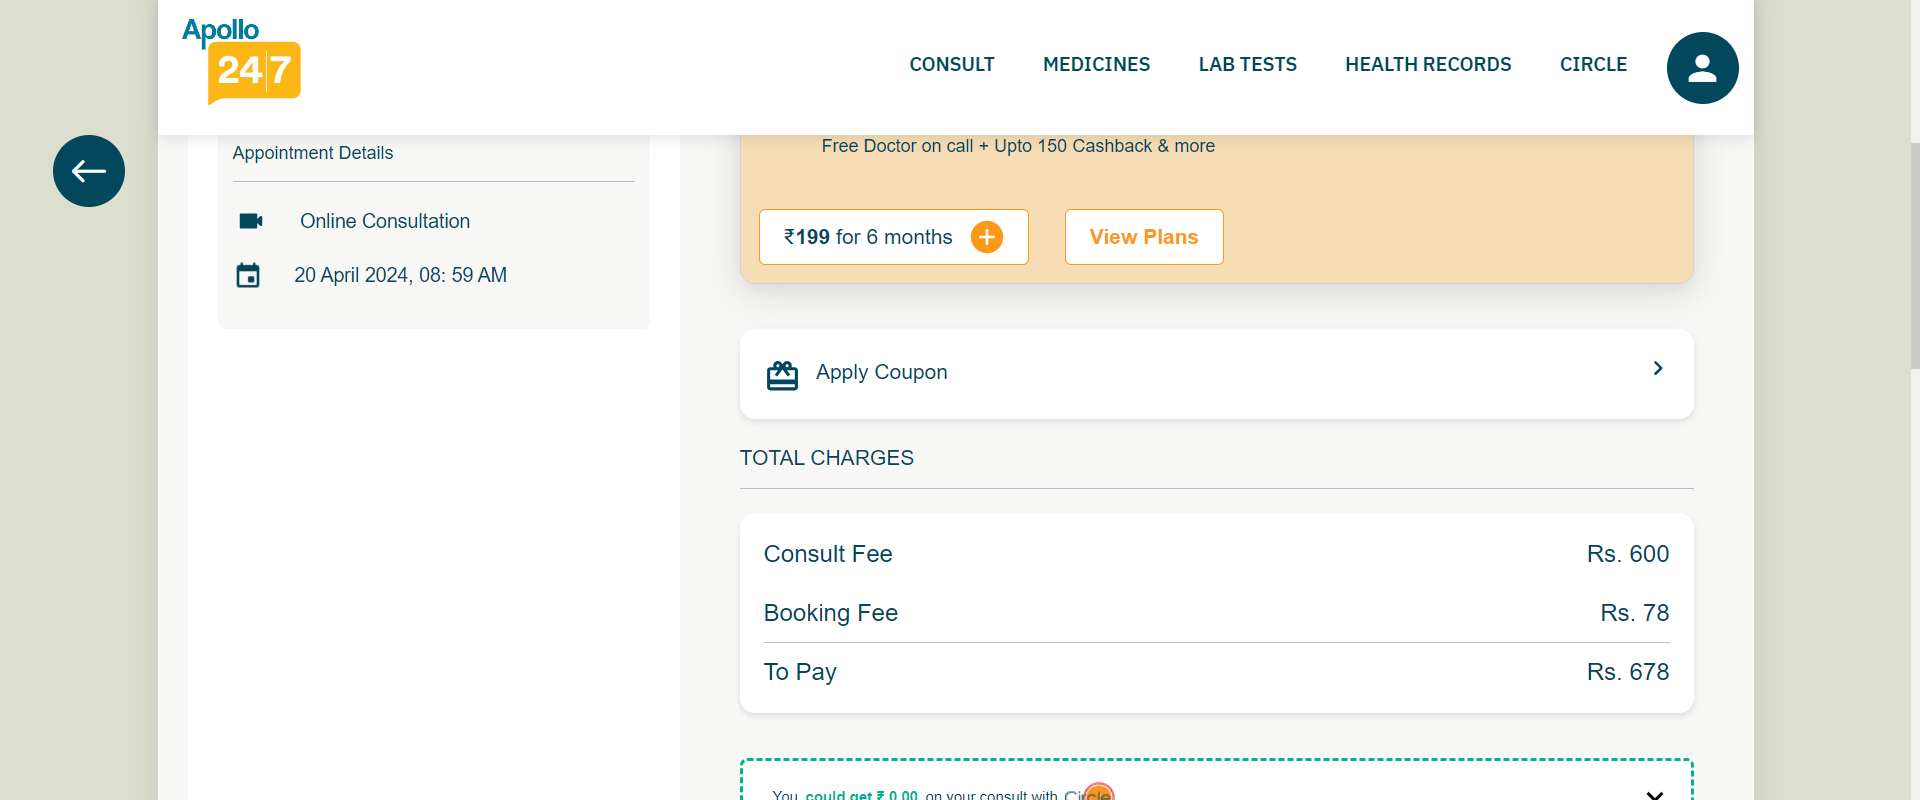 Apollo
24|7
CONSULT MEDICINES LAB TESTS HEALTH RECORDS CIRCLE
Appointment Details
Online Consultation
20 April 2024, 08: 59 AM
Free Doctor on call + Upto 150 Cashback & more
₹199 for 6 months
View Plans
Apply Coupon
TOTAL CHARGES
Consult Fee Rs. 600
Booking Fee Rs. 78
To Pay Rs. 678
You could get ₹ 0.00 on your consult with Circle